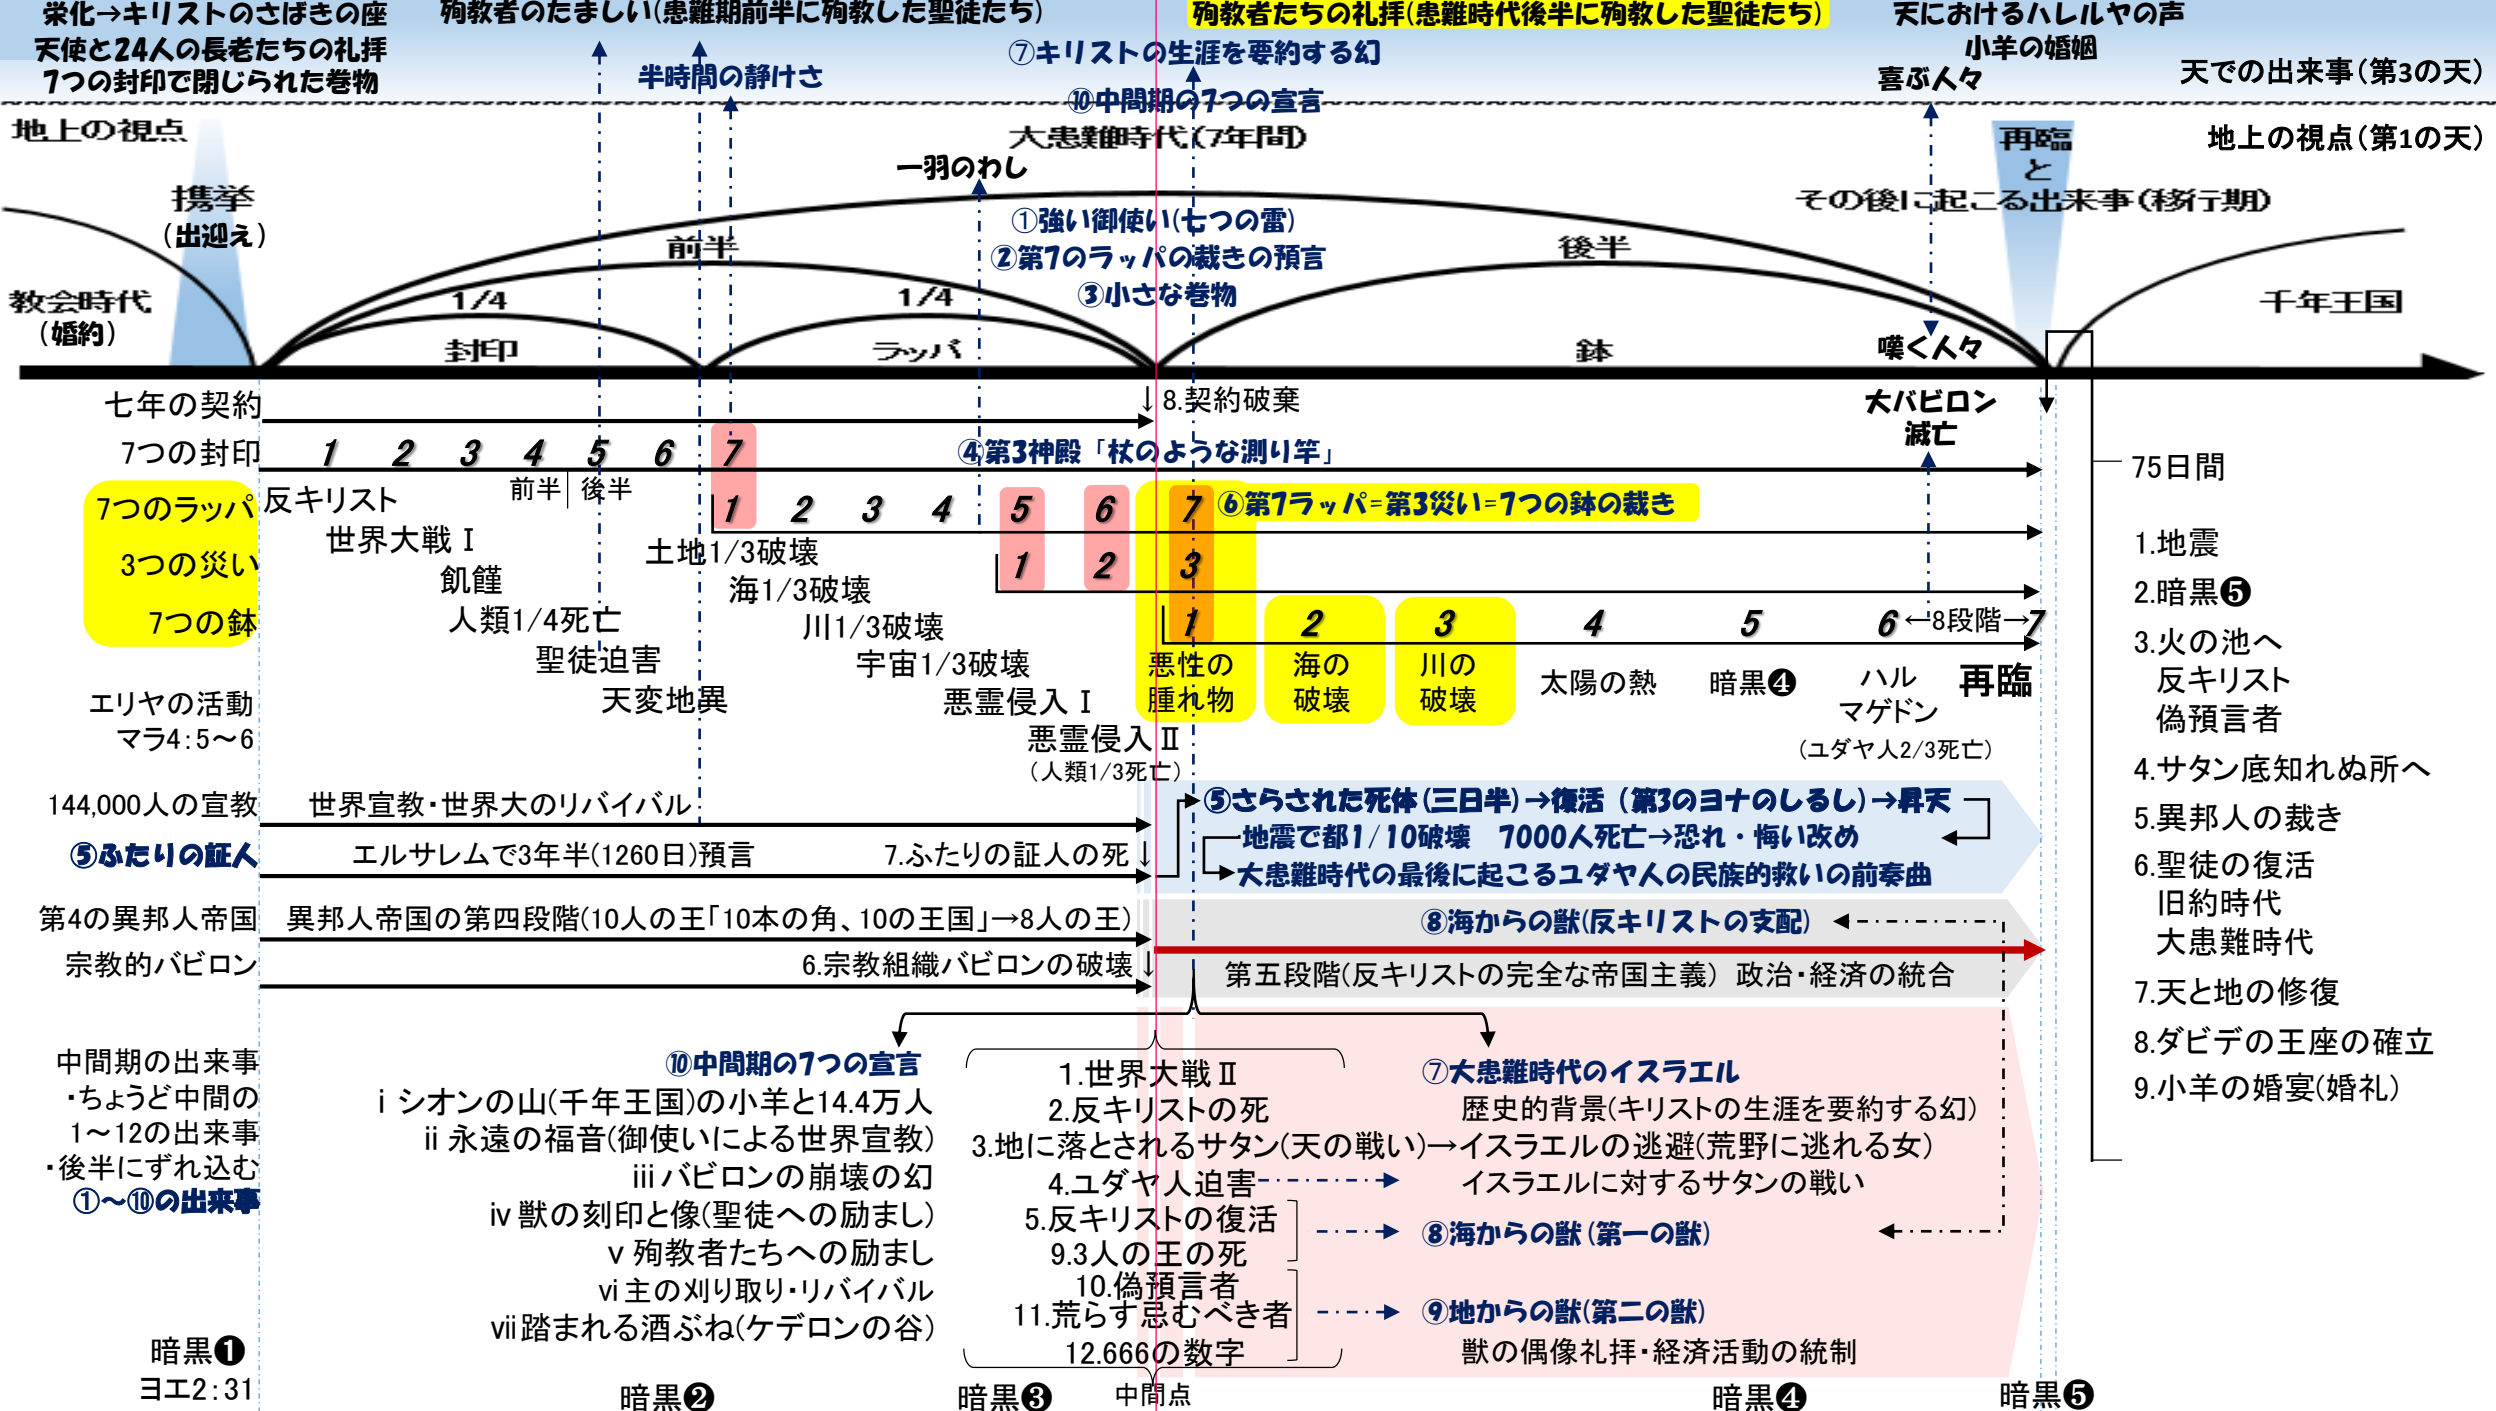 栄化→キリストのさばきの座
天使と24人の長老たちの礼拝
7つの封印で閉じられた巻物
殉教者のたましい(患難期前半に殉教した聖徒たち)
半時間の静けさ
殉教者たちの礼拝(患難時代後半に殉教した聖徒たち)
⑦キリストの生涯を要約する幻
⑩中間期の7つの宣言
天におけるハレルヤの声
小羊の婚姻
喜ぶ人々
天での出来事(第3の天)
地上の視点
大患難時代(7年間)
再臨
と
その後に起こる出来事(移行期)
地上の視点(第1の天)
携挙
(出迎え)
一羽のわし
①強い御使い(七つの雷)
②第7のラッパの裁きの預言
③小さな巻物
前半
後半
教会時代
(婚約)
1/4
1/4
千年王国
封印
ラッパ
鉢
嘆く人々
七年の契約
↓8.契約破棄
大バビロン
滅亡
7つの封印
1 2 3 4 5 6 7
④第3神殿「杖のような測り竿」
前半
後半
75日間
7つのラッパ
反キリスト
1 2 3 4 5 6 7
⑥第7ラッパ=第3災い=7つの鉢の裁き
世界大戦Ⅰ
土地1/3破壊
3つの災い
1 2 3
飢饉
海1/3破壊
7つの鉢
人類1/4死亡
川1/3破壊
1 2 3 4 5 6 ←8段階→7
聖徒迫害
宇宙1/3破壊
悪性の
腫れ物
海の
破壊
川の
破壊
太陽の熱
暗黒❹
ハル
マゲドン
(ユダヤ人2/3死亡)
再臨
エリヤの活動
マラ4:5～6
天変地異
悪霊侵入Ⅰ
悪霊侵入Ⅱ
(人類1/3死亡)
144,000人の宣教
世界宣教・世界大のリバイバル
⑤さらされた死体(三日半)→復活(第3のヨナのしるし)→昇天
地震で都1/10破壊 7000人死亡→恐れ・悔い改め
大患難時代の最後に起こるユダヤ人の民族的救いの前奏曲
⑤ふたりの証人
エルサレムで3年半(1260日)預言
7.ふたりの証人の死↓
第4の異邦人帝国
異邦人帝国の第四段階(10人の王「10本の角、10の王国」→8人の王)
⑧海からの獣(反キリストの支配)
宗教的バビロン
6.宗教組織バビロンの破壊↓
第五段階(反キリストの完全な帝国主義) 政治・経済の統合
1.地震
2.暗黒❺
3.火の池へ
反キリスト
偽預言者
4.サタン底知れぬ所へ
5.異邦人の裁き
6.聖徒の復活
旧約時代
大患難時代
7.天と地の修復
8.ダビデの王座の確立
9.小羊の婚宴(婚礼)
中間期の出来事
・ちょうど中間の
1～12の出来事
・後半にずれ込む
①～⑩の出来事
⑩中間期の7つの宣言
ⅰ シオンの山(千年王国)の小羊と14.4万人
ⅱ 永遠の福音(御使いによる世界宣教)
ⅲ バビロンの崩壊の幻
ⅳ 獣の刻印と像(聖徒への励まし)
ⅴ 殉教者たちへの励まし
ⅵ 主の刈り取り・リバイバル
ⅶ 踏まれる酒ぶね(ケデロンの谷)
1.世界大戦Ⅱ
2.反キリストの死
3.地に落とされるサタン(天の戦い)→イスラエルの逃避(荒野に逃れる女)
4.ユダヤ人迫害
5.反キリストの復活
9.3人の王の死
10.偽預言者
11.荒らす忌むべき者
12.666の数字
中間点
⑦大患難時代のイスラエル
歴史的背景(キリストの生涯を要約する幻)
イスラエルに対するサタンの戦い
⑧海からの獣(第一の獣)
⑨地からの獣(第二の獣)
獣の偶像礼拝・経済活動の統制
暗黒❶
ヨエ2:31
暗黒❷
暗黒❸
暗黒❹
暗黒❺